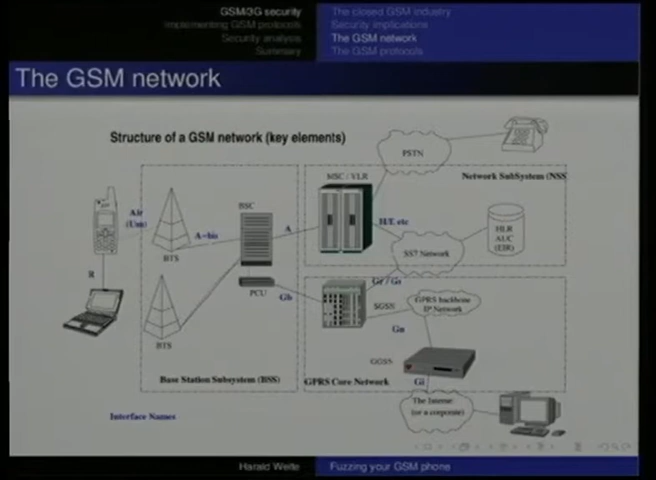 GSM/3G security
Implementing GSM protocols
Security analysis
Summary
The closed GSM industry
Security implications
The GSM network
The GSM protocols
The GSM network
Structure of a GSM network (key elements)
PSTN
MSC / VLR
Network SubSystem (NSS
BSC
Air
(Um)
A-bis
A
H/I. etc
HLR
AUC
(EIR)
BTS
SS7 Network
R
PCU
Gb
Gr / Gs
SGSN
GPRS backbone
IP Network
Gn
BTS
GGSN
Base Station Subsystem (BSS)
GPRS Core Network
Gi
The Internet
(or a corporate)
Interface Names
Harald Welte
Fuzzing your GSM phone